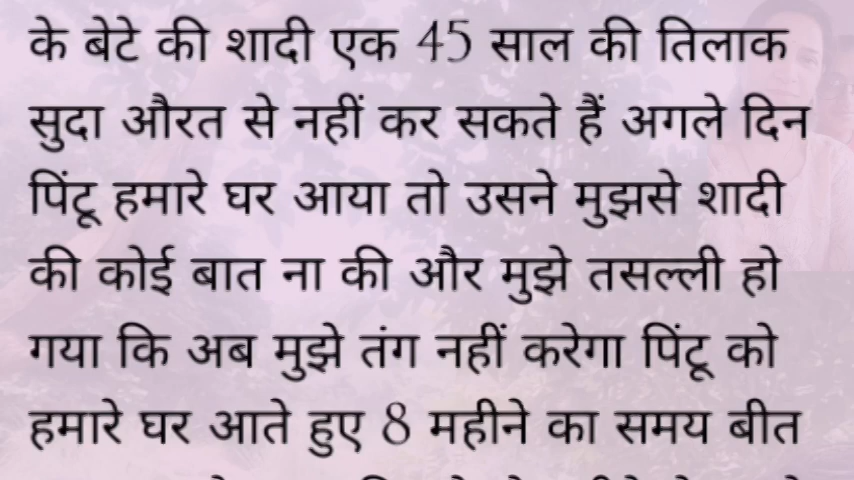 के बेटे की शादी एक 45 साल की तिलाक
सुदा औरत से नहीं कर सकते हैं अगले दिन
पिंटू हमारे घर आया तो उसने मुझसे शादी
की कोई बात ना की और मुझे तसल्ली हो
गया कि अब मुझे तंग नहीं करेगा पिंटू को
हमारे घर आते हुए 8 महीने का समय बीत